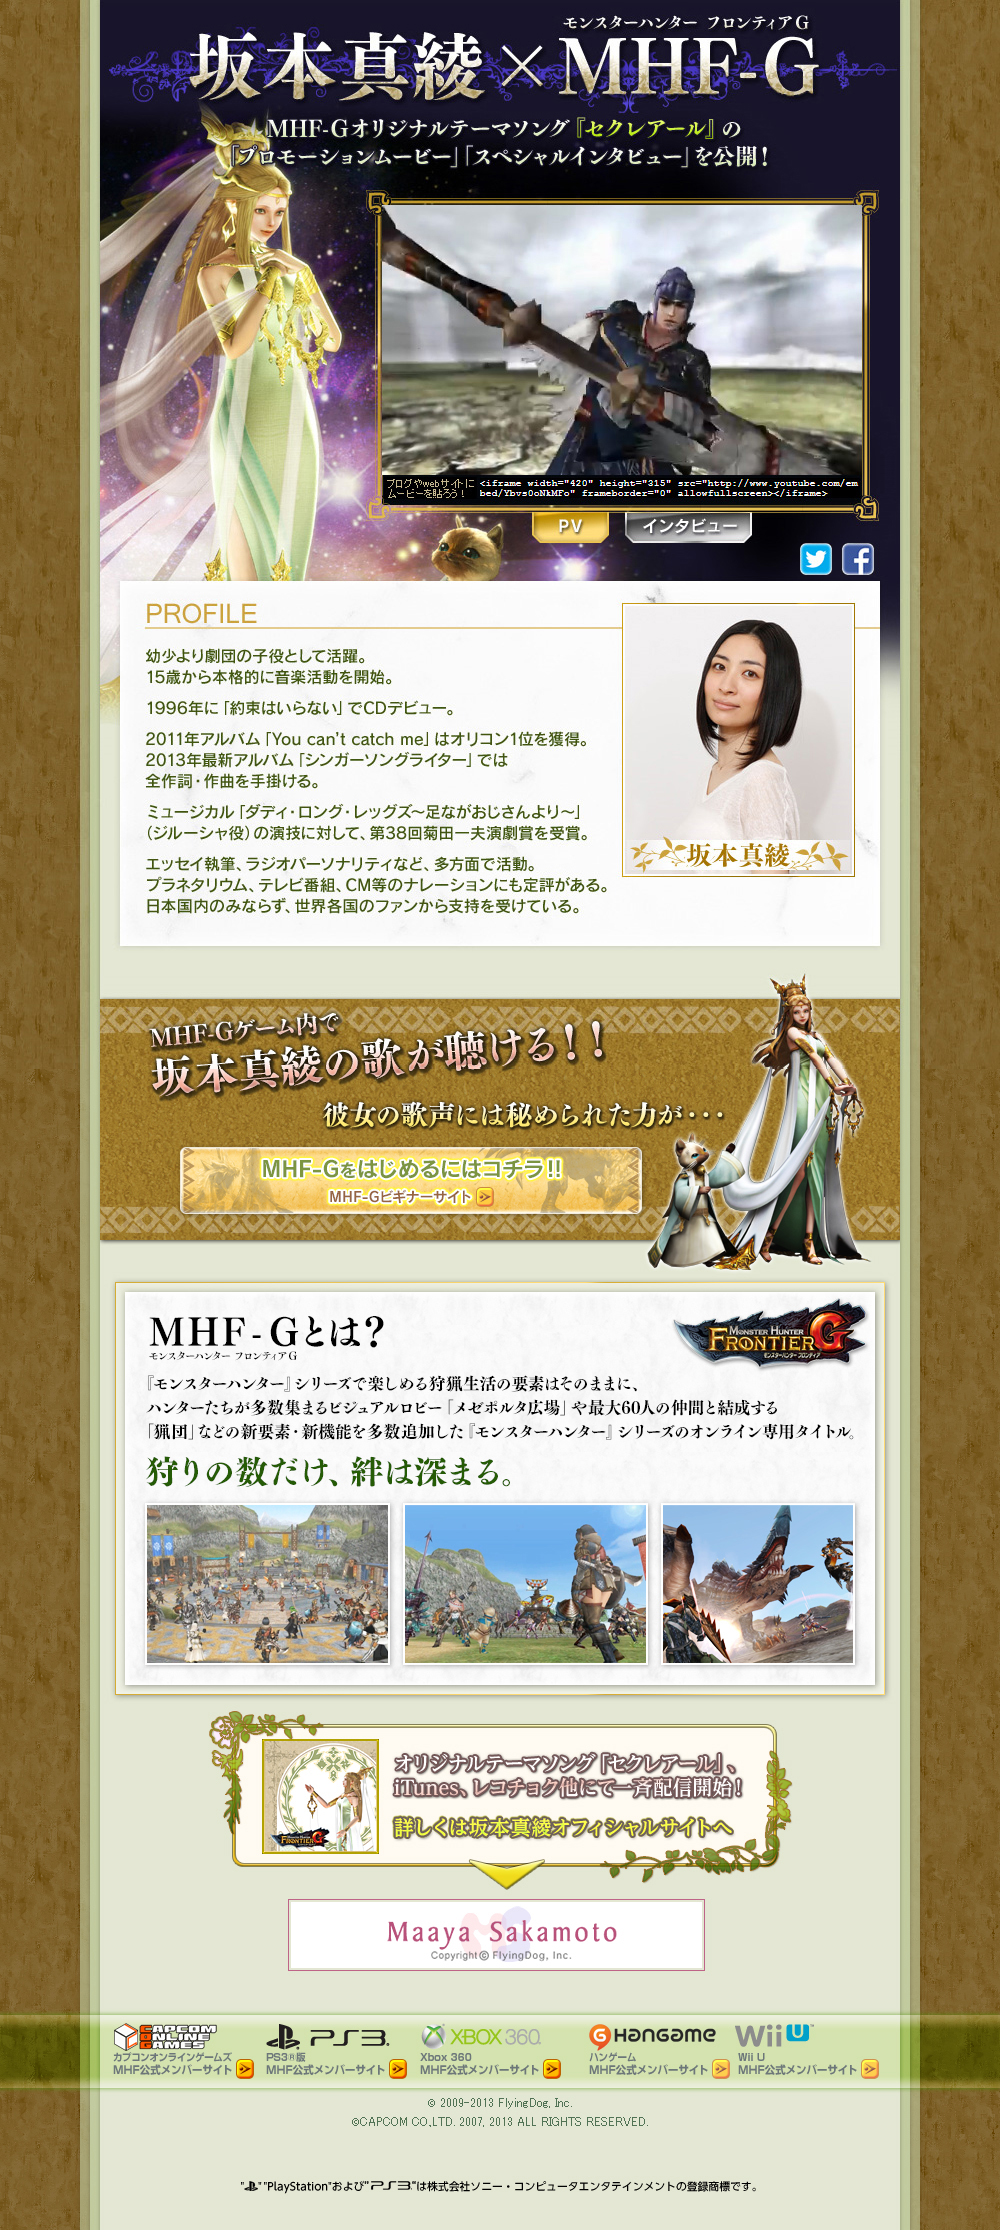 モンスターハンター フロンティアG
坂本真綾×MHF-G
MHF-Gオリジナルテーマソング『セクレアール』の
『プロモーションムービー』「スペシャルインタビュー」を公開!
ブログやwebサイトに
ムービーを貼ろう!
<iframe width="420" height="315" src="http://www.youtube.com/em
bed/Ybvs0oNkMFo" frameborder="0" allowfullscreen></iframe>
PV
インタビュー
PROFILE
幼少より劇団の子役として活躍。
15歳から本格的に音楽活動を開始。
1996年に「約束はいらない」でCDデビュー。
2011年アルバム「You can't catch me」はオリコン1位を獲得。
2013年最新アルバム「シンガーソングライター」では
全作詞・作曲を手掛ける。
ミュージカル「ダディ・ロング・レッグズ〜足ながおじさんより〜」
(ジルーシャ役)の演技に対して、第38回菊田一夫演劇賞を受賞。
エッセイ執筆、ラジオパーソナリティなど、多方面で活動。
プラネタリウム、テレビ番組、CM等のナレーションにも定評がある。
日本国内のみならず、世界各国のファンから支持を受けている。
坂本真綾
MHF-Gゲーム内で
坂本真綾の歌が聴ける!!
彼女の歌声には秘められた力が・・・
MHF-Gをはじめるにはコチラ!!
MHF-Gビギナーサイト
MHF-Gとは?
モンスターハンター フロンティアG
MONSTER HUNTER
FRONTIER G
モンスターハンター フロンティア
『モンスターハンター』シリーズで楽しめる狩猟生活の要素はそのままに、
ハンターたちが多数集まるビジュアルロビー「メゼポルタ広場」や最大60人の仲間と結成する
「猟団」などの新要素・新機能を多数追加した『モンスターハンター』シリーズのオンライン専用タイトル。
狩りの数だけ、絆は深まる。
オリジナルテーマソング『セクレアール』、
iTunes、レコチョク他にて一斉配信開始!
詳しくは坂本真綾オフィシャルサイトへ
MONSTER HUNTER
FRONTIER G
Maaya Sakamoto
Copyright© FlyingDog, Inc.
CAPCOM ONLINE GAMES
カプコンオンラインゲームズ
MHF公式メンバーサイト
PS3
PS3®版
MHF公式メンバーサイト
XBOX 360
Xbox 360
MHF公式メンバーサイト
HANGAME
ハンゲーム
MHF公式メンバーサイト
Wii U
Wii U
MHF公式メンバーサイト
© 2009-2013 FlyingDog, Inc.
©CAPCOM CO.,LTD. 2007, 2013 ALL RIGHTS RESERVED.
" " "PlayStation"および"PS3"は株式会社ソニー・コンピュータエンタテインメントの登録商標です。